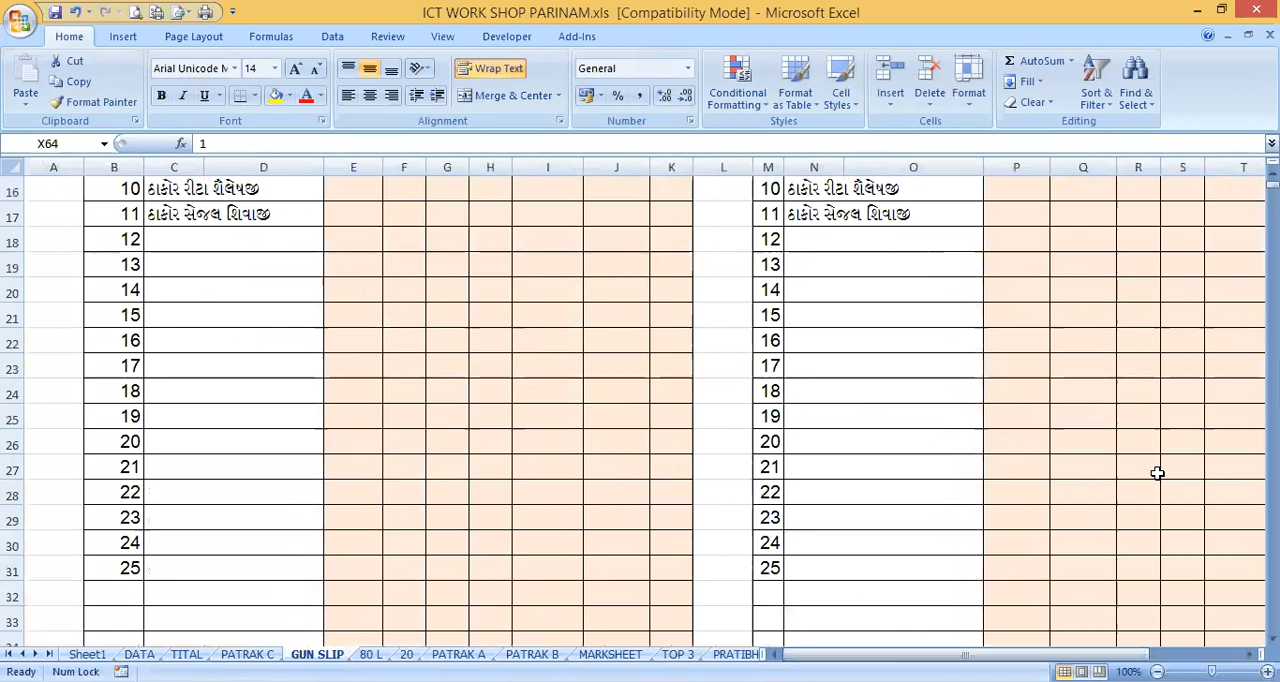 ICT WORK SHOP PARINAM.xls [Compatibility Mode] - Microsoft Excel
Home Insert Page Layout Formulas Data Review View Developer Add-Ins
Paste Cut Copy Format Painter
Clipboard
Arial Unicode M 14 A A
B I U A
Font
Wrap Text
Merge & Center
Alignment
General
% ,
Number
Conditional Formatting Format as Table Cell Styles
Styles
Insert Delete Format
Cells
Σ AutoSum Fill Clear Sort & Filter Find & Select
Editing
X64 fx 1
A B C D E F G H I J K L M N O P Q R S T
16 10 ઠાકોર રીટા શૈલેષજી 10 ઠાકોર રીટા શૈલેષજી
17 11 ઠાકોર સેજલ શિવાજી 11 ઠાકોર સેજલ શિવાજી
18 12 12
19 13 13
20 14 14
21 15 15
22 16 16
23 17 17
24 18 18
25 19 19
26 20 20
27 21 21
28 22 22
29 23 23
30 24 24
31 25 25
32
33
Sheet1 DATA TITAL PATRAK C GUN SLIP 80 L 20 PATRAK A PATRAK B MARKSHEET TOP 3 PRATIBH
Ready Num Lock 100%